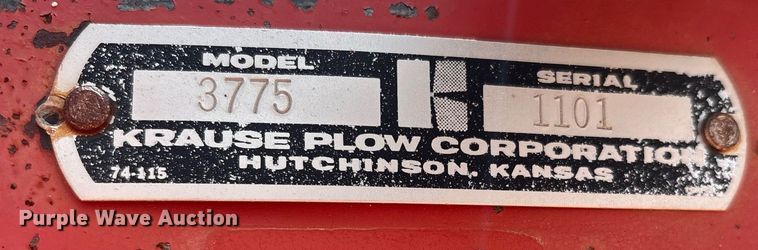 MODEL
3775
SERIAL
1101
KRAUSE PLOW CORPORATION
HUTCHINSON, KANSAS
74-115
Purple Wave Auction